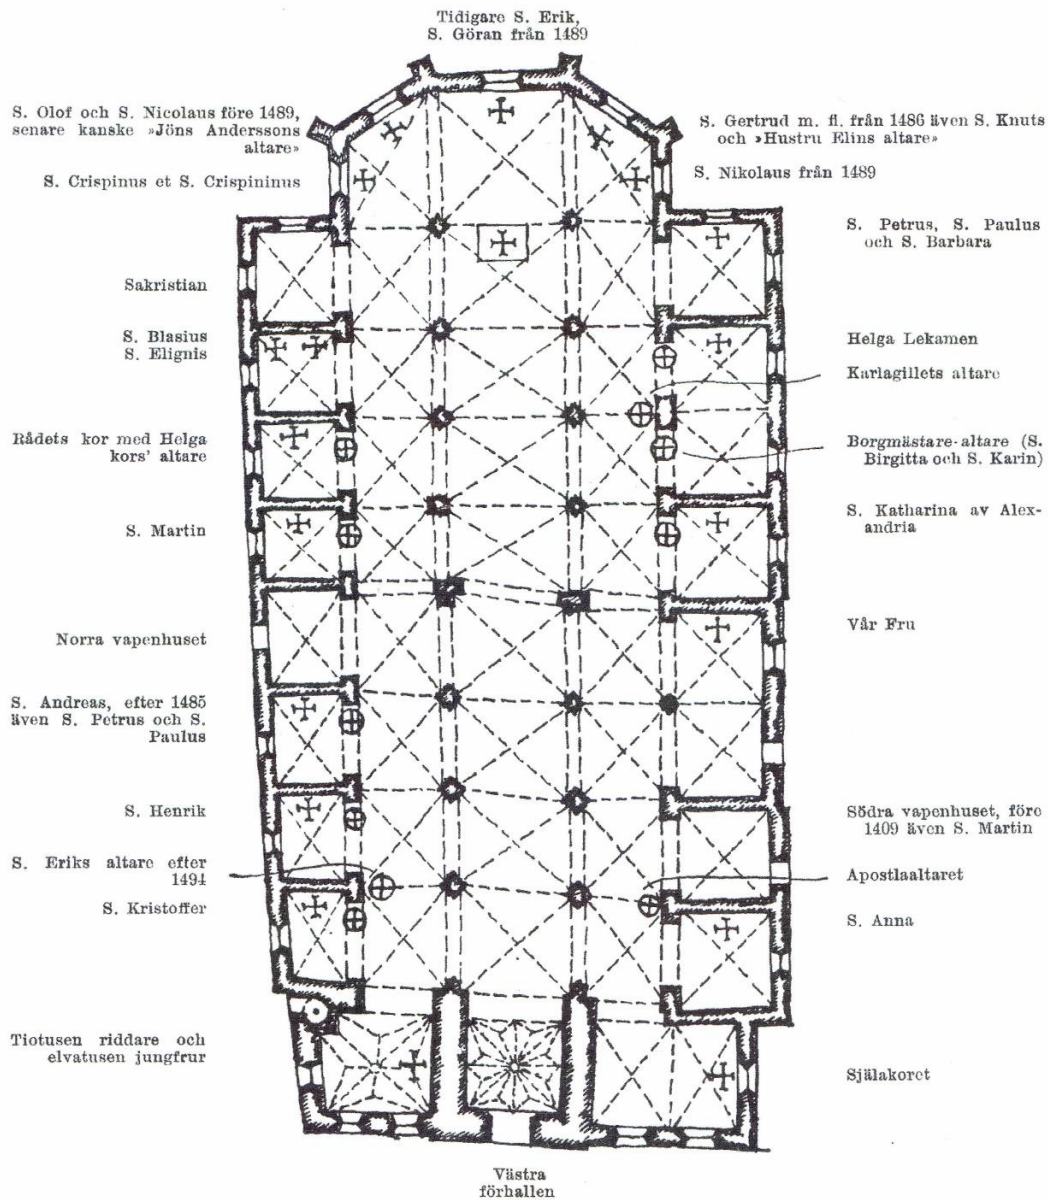 Tidigare S. Erik,
S. Göran från 1489
S. Olof och S. Nicolaus före 1489,
senare kanske »Jöns Anderssons
altare»
S. Crispinus et S. Crispininus
Sakristian
S. Blasius
S. Elignis
Rådets kor med Helga
kors' altare
S. Martin
Norra vapenhuset
S. Andreas, efter 1485
även S. Petrus och S.
Paulus
S. Henrik
S. Eriks altare efter
1494
S. Kristoffer
Tiotusen riddare och
elvatusen jungfrur
S. Gertrud m. fl. från 1486 även S. Knuts
och »Hustru Elins altare»
S. Nikolaus från 1489
S. Petrus, S. Paulus
och S. Barbara
Helga Lekamen
Karlagillets altare
Borgmästare-altare (S.
Birgitta och S. Karin)
S. Katharina av Alex-
andria
Vår Fru
Södra vapenhuset, före
1409 även S. Martin
Apostlaaltaret
S. Anna
Själakoret
Västra
förhallen